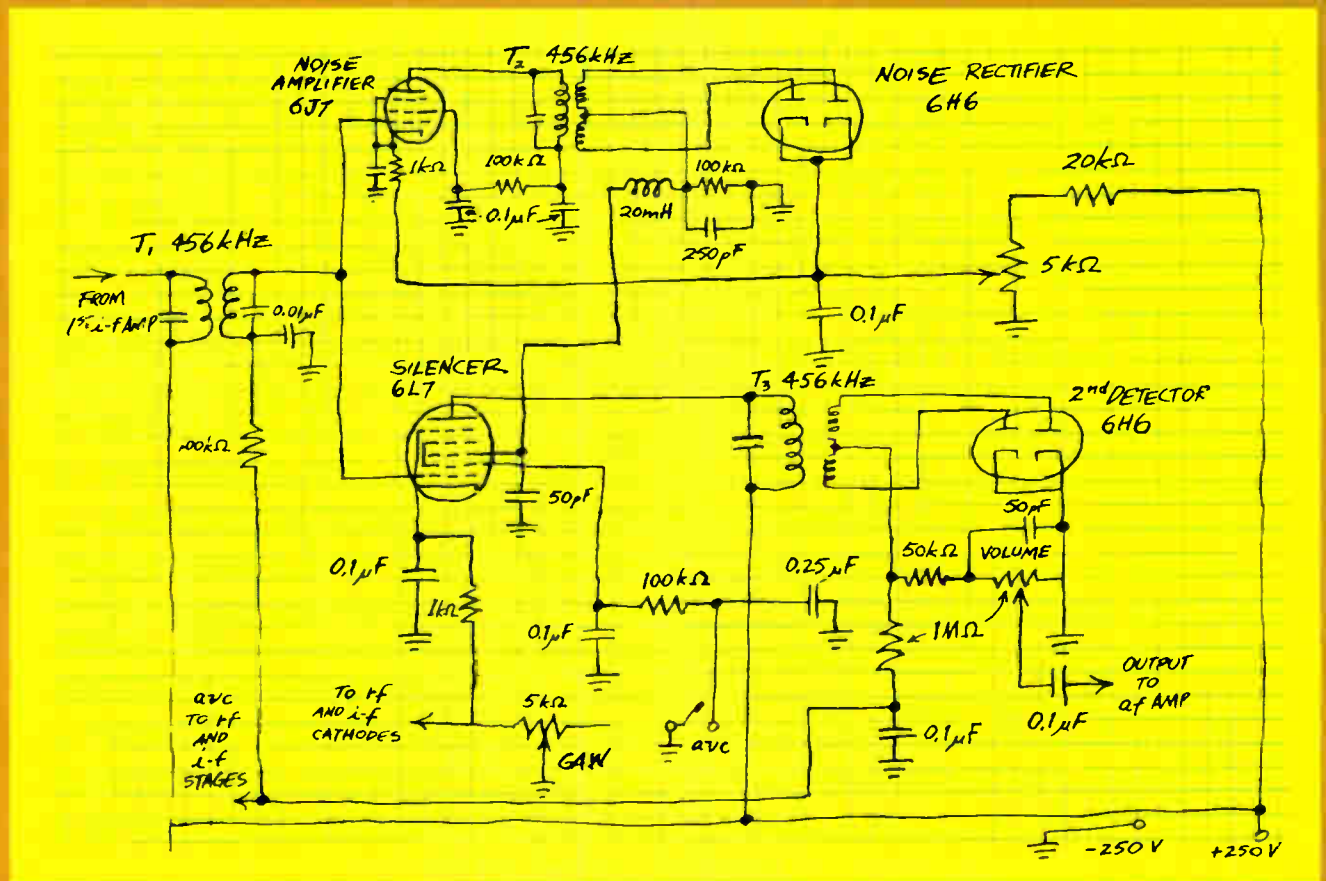 NOISE
AMPLIFIER
6J7
T₂ 456kHz
NOISE RECTIFIER
6H6
1kΩ
100kΩ
0.1µF
20mH
100kΩ
250pF
20kΩ
5kΩ
0.1µF
T₁ 456kHz
FROM
1st i-f AMP
0.01µF
SILENCER
6L7
T₃ 456kHz
2nd DETECTOR
6H6
00kΩ
50pF
50pF
50kΩ
VOLUME
0.1µF
1kΩ
100kΩ
0.25µF
0.1µF
1MΩ
OUTPUT
TO
af AMP
0.1µF
avc
TO rf
AND
i-f
STAGES
TO rf
AND i-f
CATHODES
5kΩ
GAIN
avc
0.1µF
-250V
+250V